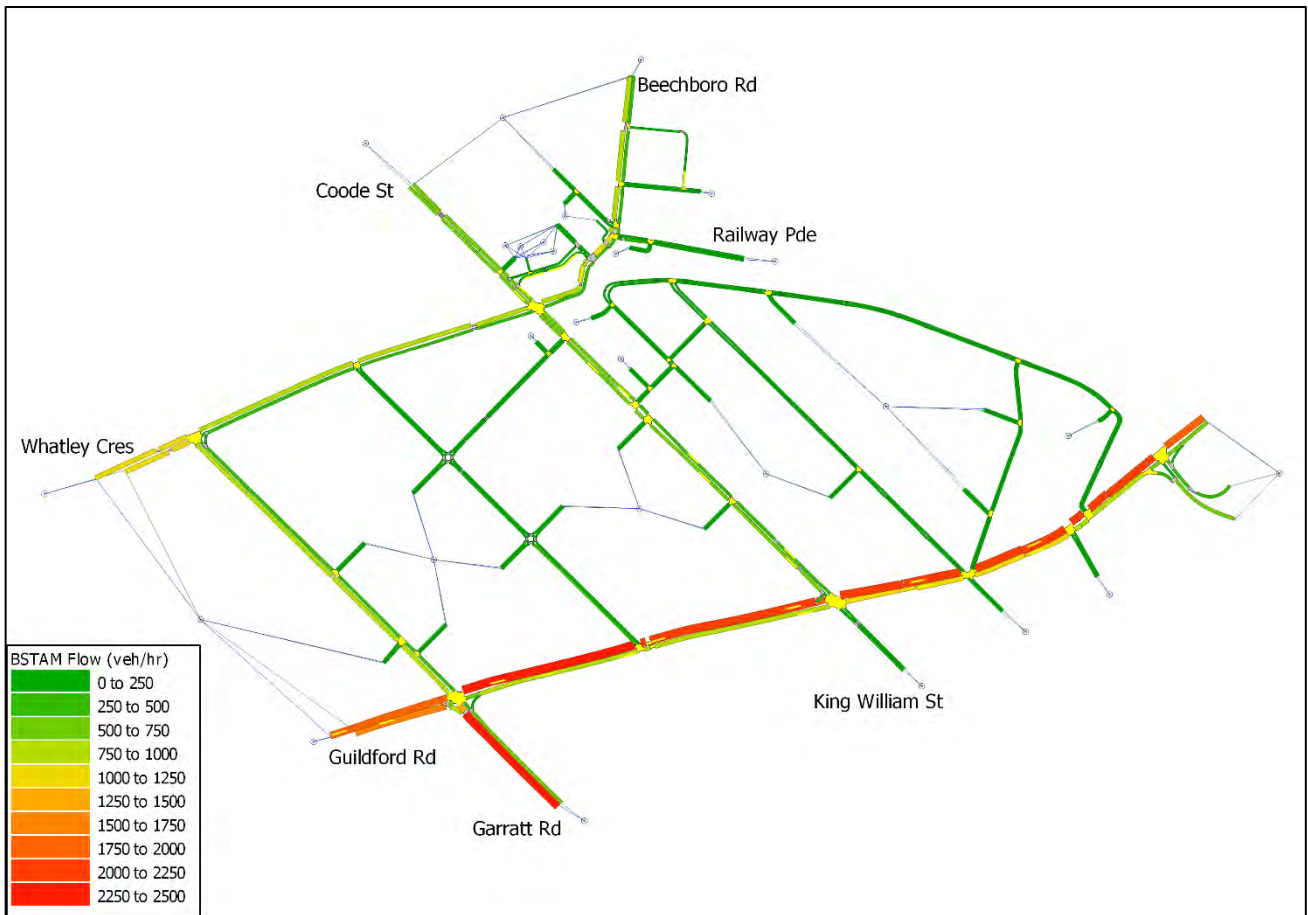 Beechboro Rd
Coode St
Railway Pde
Whatley Cres
King William St
Guildford Rd
Garratt Rd
BSTAM Flow (veh/hr)
0 to 250
250 to 500
500 to 750
750 to 1000
1000 to 1250
1250 to 1500
1500 to 1750
1750 to 2000
2000 to 2250
2250 to 2500